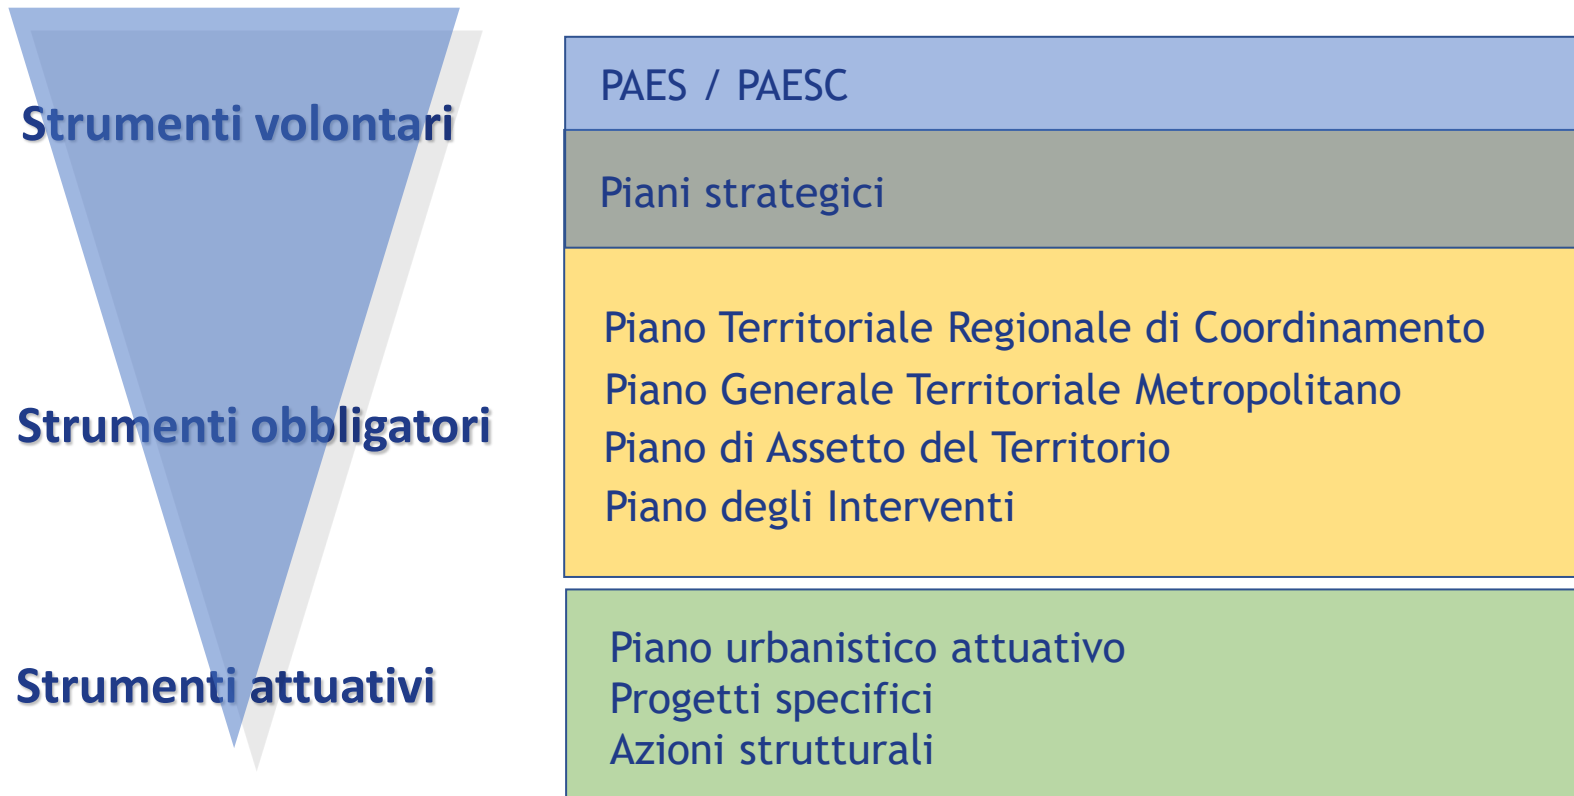 Strumenti volontari
PAES / PAESC
Piani strategici
Strumenti obbligatori
Piano Territoriale Regionale di Coordinamento
Piano Generale Territoriale Metropolitano
Piano di Assetto del Territorio
Piano degli Interventi
Strumenti attuativi
Piano urbanistico attuativo
Progetti specifici
Azioni strutturali